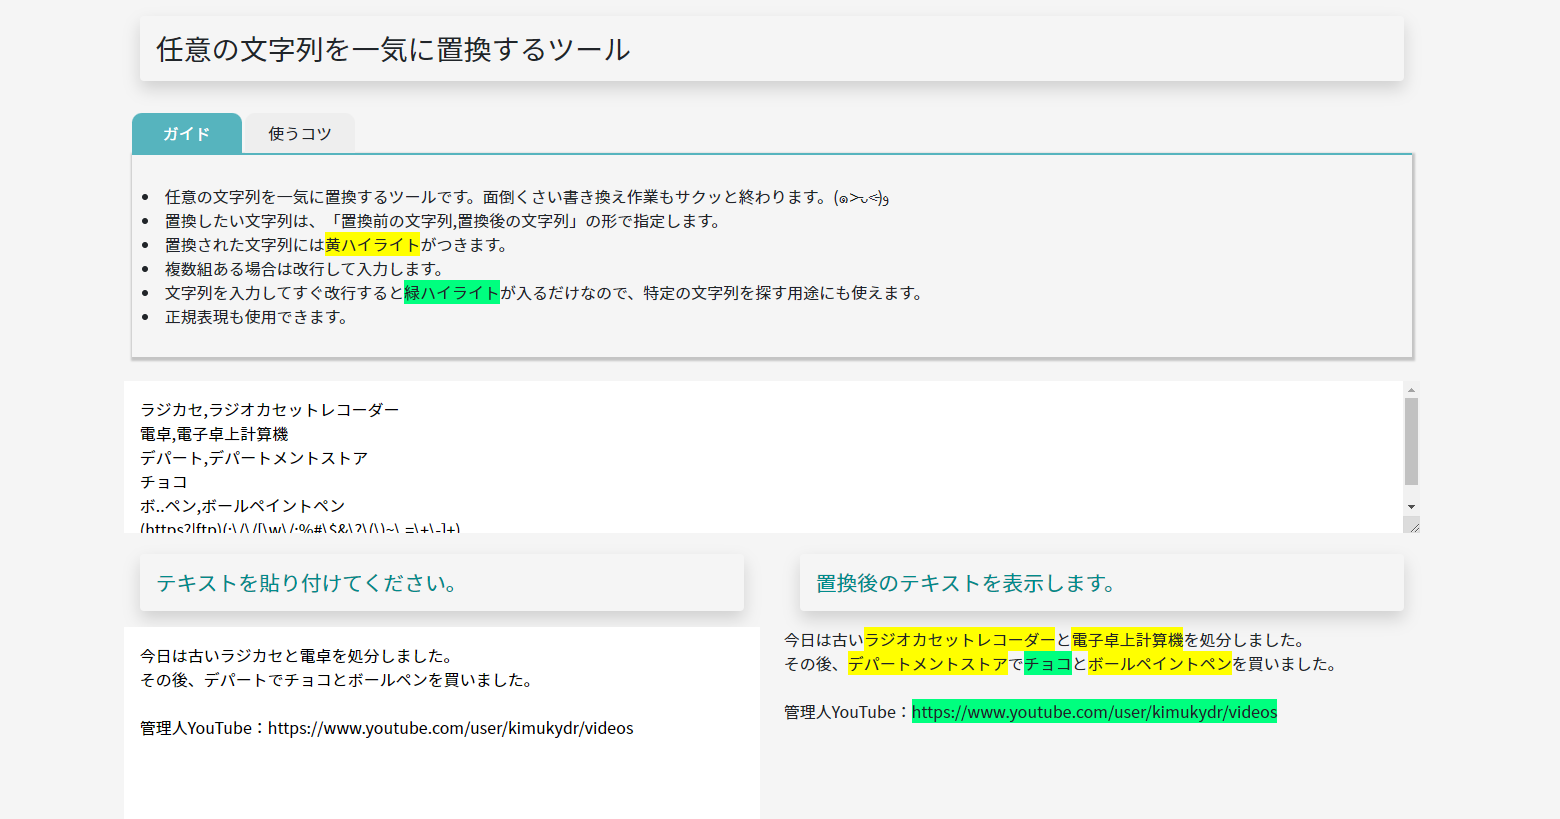 任意の文字列を一気に置換するツール
ガイド
使うコツ
任意の文字列を一気に置換するツールです。面倒くさい書き換え作業もサクッと終わります。(๑˃̵ᴗ˂̵)و
置換したい文字列は、「置換前の文字列,置換後の文字列」の形で指定します。
置換された文字列には黄ハイライトがつきます。
複数組ある場合は改行して入力します。
文字列を入力してすぐ改行すると緑ハイライトが入るだけなので、特定の文字列を探す用途にも使えます。
正規表現も使用できます。
ラジカセ,ラジオカセットレコーダー
電卓,電子卓上計算機
デパート,デパートメントストア
チョコ
ボ..ペン,ボールペイントペン
(https?|ftp)(:\/\/[\w\/:%#\$&\?\(\)~\.=\+\-]+)
テキストを貼り付けてください。
今日は古いラジカセと電卓を処分しました。
その後、デパートでチョコとボールペンを買いました。
管理人YouTube：https://www.youtube.com/user/kimukydr/videos
置換後のテキストを表示します。
今日は古いラジオカセットレコーダーと電子卓上計算機を処分しました。
その後、デパートメントストアでチョコとボールペイントペンを買いました。
管理人YouTube：https://www.youtube.com/user/kimukydr/videos